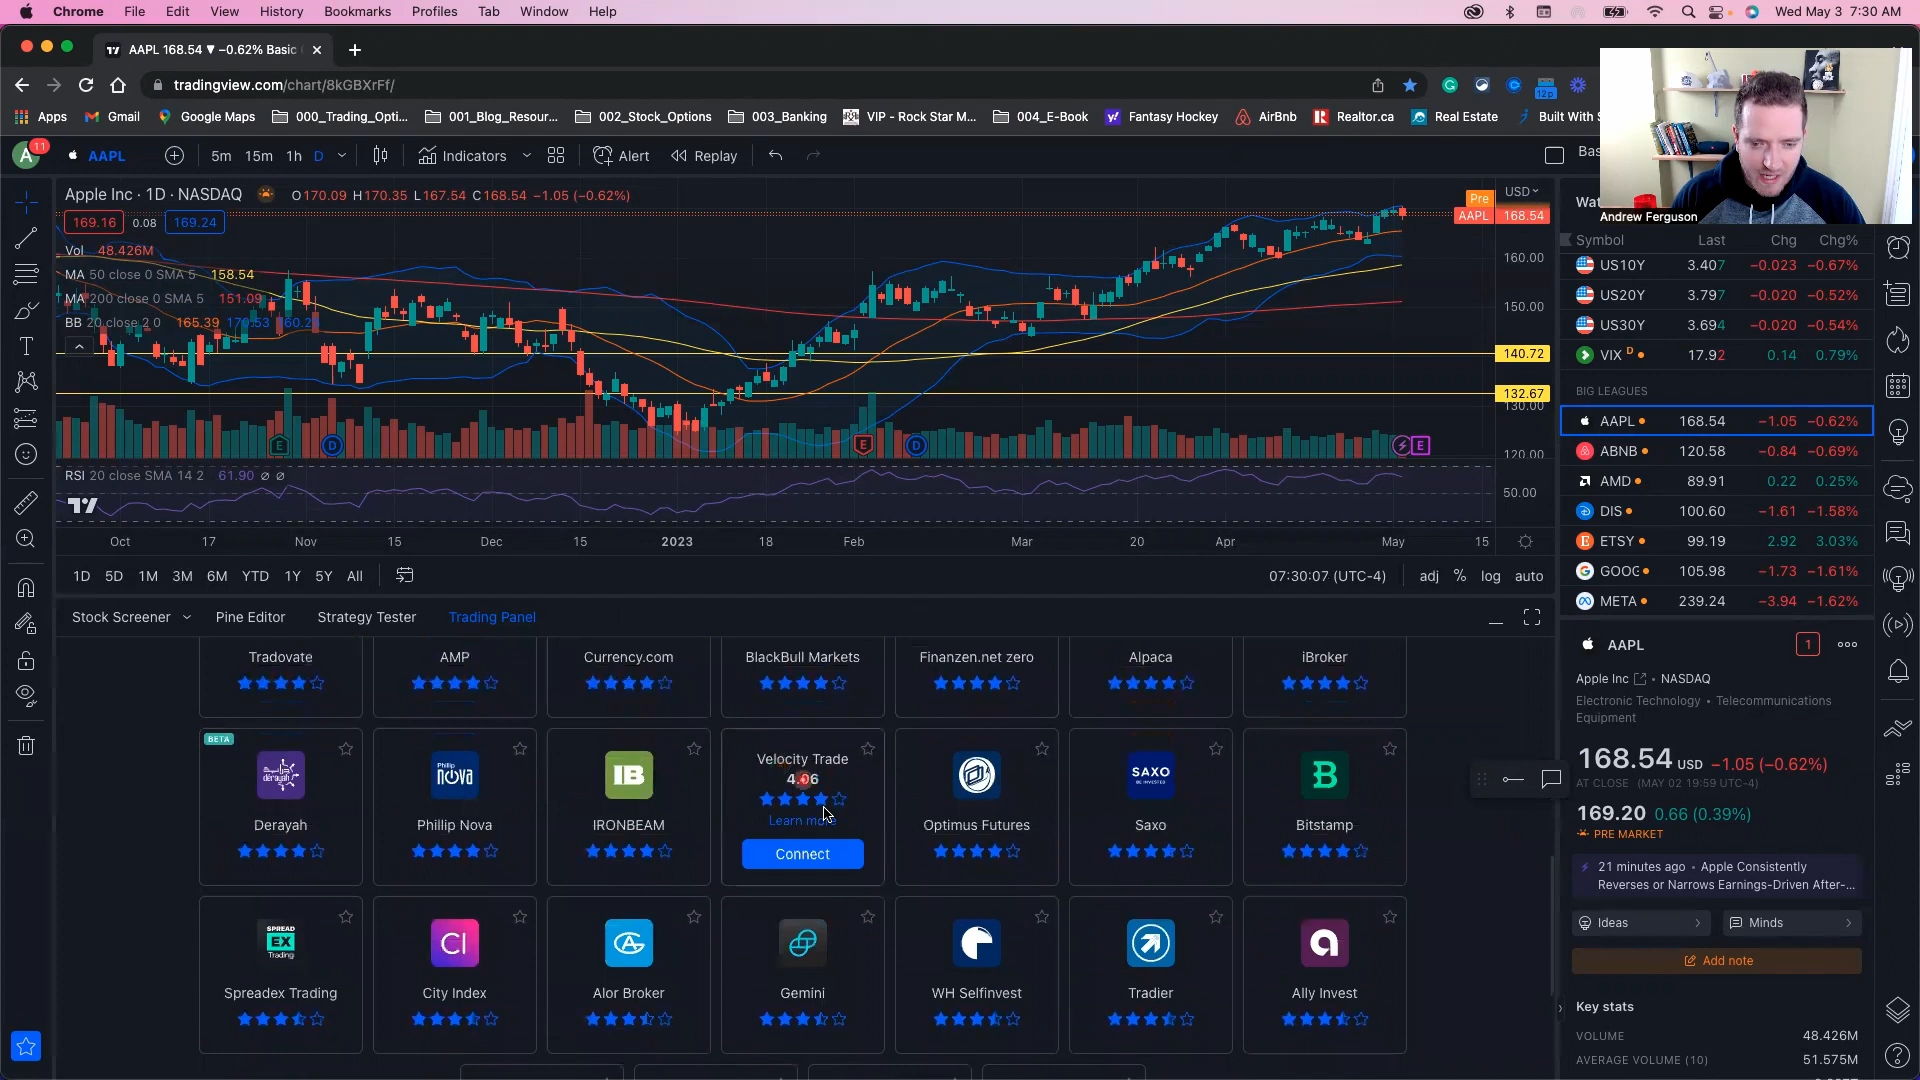 Chrome File Edit View History Bookmarks Profiles Tab Window Help Wed May 3 7:30 AM
AAPL 168.54 ▼ −0.62% Basic
tradingview.com/chart/8kGBXrFf/
12p
Apps Gmail Google Maps 000_Trading_Opti... 001_Blog_Resour... 002_Stock_Options 003_Banking VIP - Rock Star M... 004_E-Book Fantasy Hockey AirBnb Realtor.ca Real Estate Built With S
A 11 AAPL 5m 15m 1h D Indicators Alert Replay Bas
Andrew Ferguson
Apple Inc · 1D · NASDAQ O170.09 H170.35 L167.54 C168.54 −1.05 (−0.62%)
169.16 0.08 169.24
Vol 48.426M
MA 50 close 0 SMA 5 158.54
MA 200 close 0 SMA 5 151.09
BB 20 close 2 0 165.39
USD
Pre
AAPL 168.54
160.00
150.00
140.72
132.67
130.00
120.00
E D E D E
RSI 20 close SMA 14 2 61.90 ∅ ∅
50.00
Oct 17 Nov 15 Dec 15 2023 18 Feb Mar 20 Apr May 15
1D 5D 1M 3M 6M YTD 1Y 5Y All 07:30:07 (UTC-4) adj % log auto
Stock Screener Pine Editor Strategy Tester Trading Panel
Tradovate AMP Currency.com BlackBull Markets Finanzen.net zero Alpaca iBroker
BETA
Phillip nova IB SAXO BE INVESTED
Velocity Trade
Learn more
Connect
Derayah Phillip Nova IRONBEAM Optimus Futures Saxo Bitstamp
SPREAD EX Trading CI
Spreadex Trading City Index Alor Broker Gemini WH Selfinvest Tradier Ally Invest
Symbol Last Chg Chg%
US10Y 3.407 −0.023 −0.67%
US20Y 3.797 −0.020 −0.52%
US30Y 3.694 −0.020 −0.54%
VIX D 17.92 0.14 0.79%
BIG LEAGUES
AAPL 168.54 −1.05 −0.62%
ABNB 120.58 −0.84 −0.69%
AMD 89.91 0.22 0.25%
DIS 100.60 −1.61 −1.58%
ETSY 99.19 2.92 3.03%
GOOG 105.98 −1.73 −1.61%
META 239.24 −3.94 −1.62%
AAPL 1
Apple Inc • NASDAQ
Electronic Technology • Telecommunications
Equipment
168.54 USD −1.05 (−0.62%)
AT CLOSE (MAY 02 19:59 UTC-4)
169.20 0.66 (0.39%)
PRE MARKET
21 minutes ago • Apple Consistently
Reverses or Narrows Earnings-Driven After-...
Ideas Minds
Add note
Key stats
VOLUME 48.426M
AVERAGE VOLUME (10) 51.575M